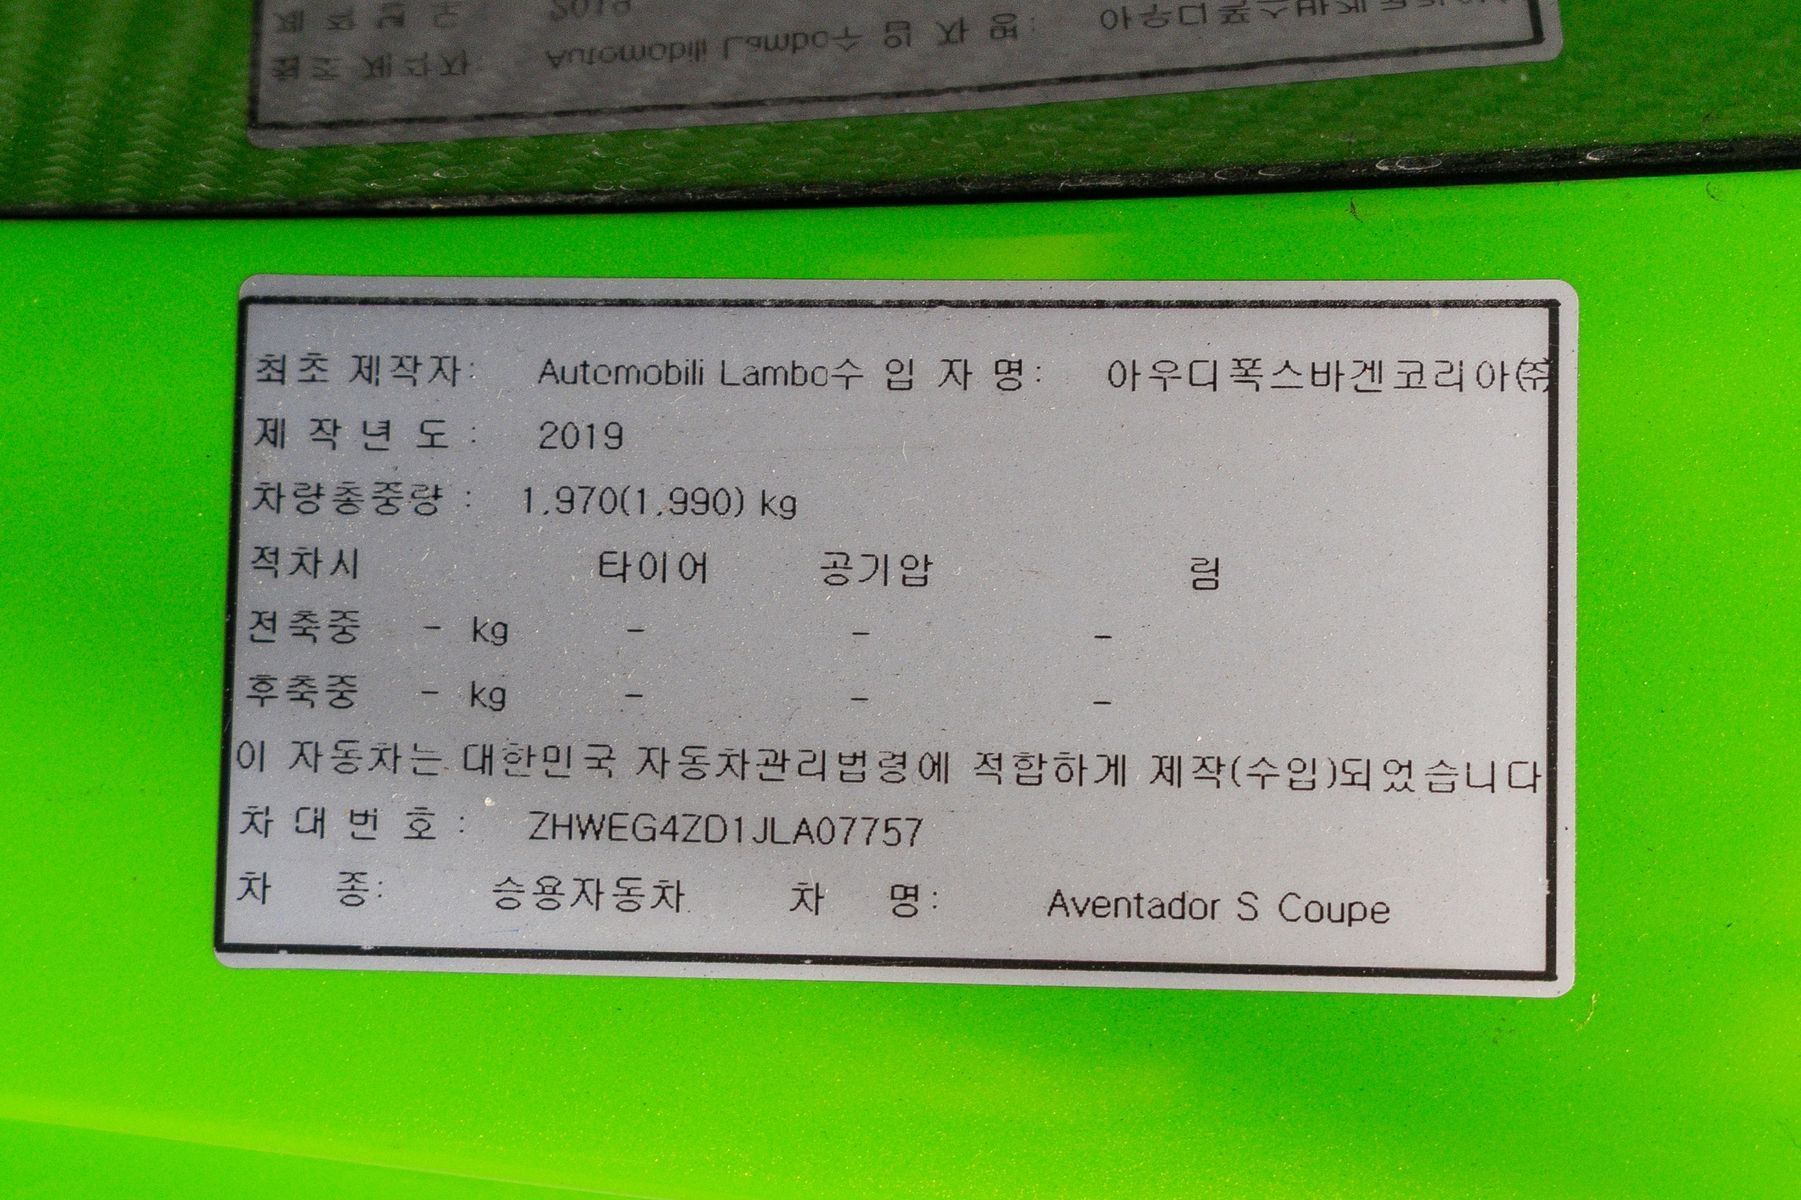 최초 제작자: Automobili Lambo수 입 자 명: 아우디폭스바겐코리아㈜
제 작 년 도 : 2019
차량총중량 : 1,970(1,990) kg
적차시 타이어 공기압 림
전축중 - kg - - -
후축중 - kg - - -
이 자동차는 대한민국 자동차관리법령에 적합하게 제작(수입)되었습니다
차 대 번 호 : ZHWEG4ZD1JLA07757
차 종: 승용자동차 차 명: Aventador S Coupe